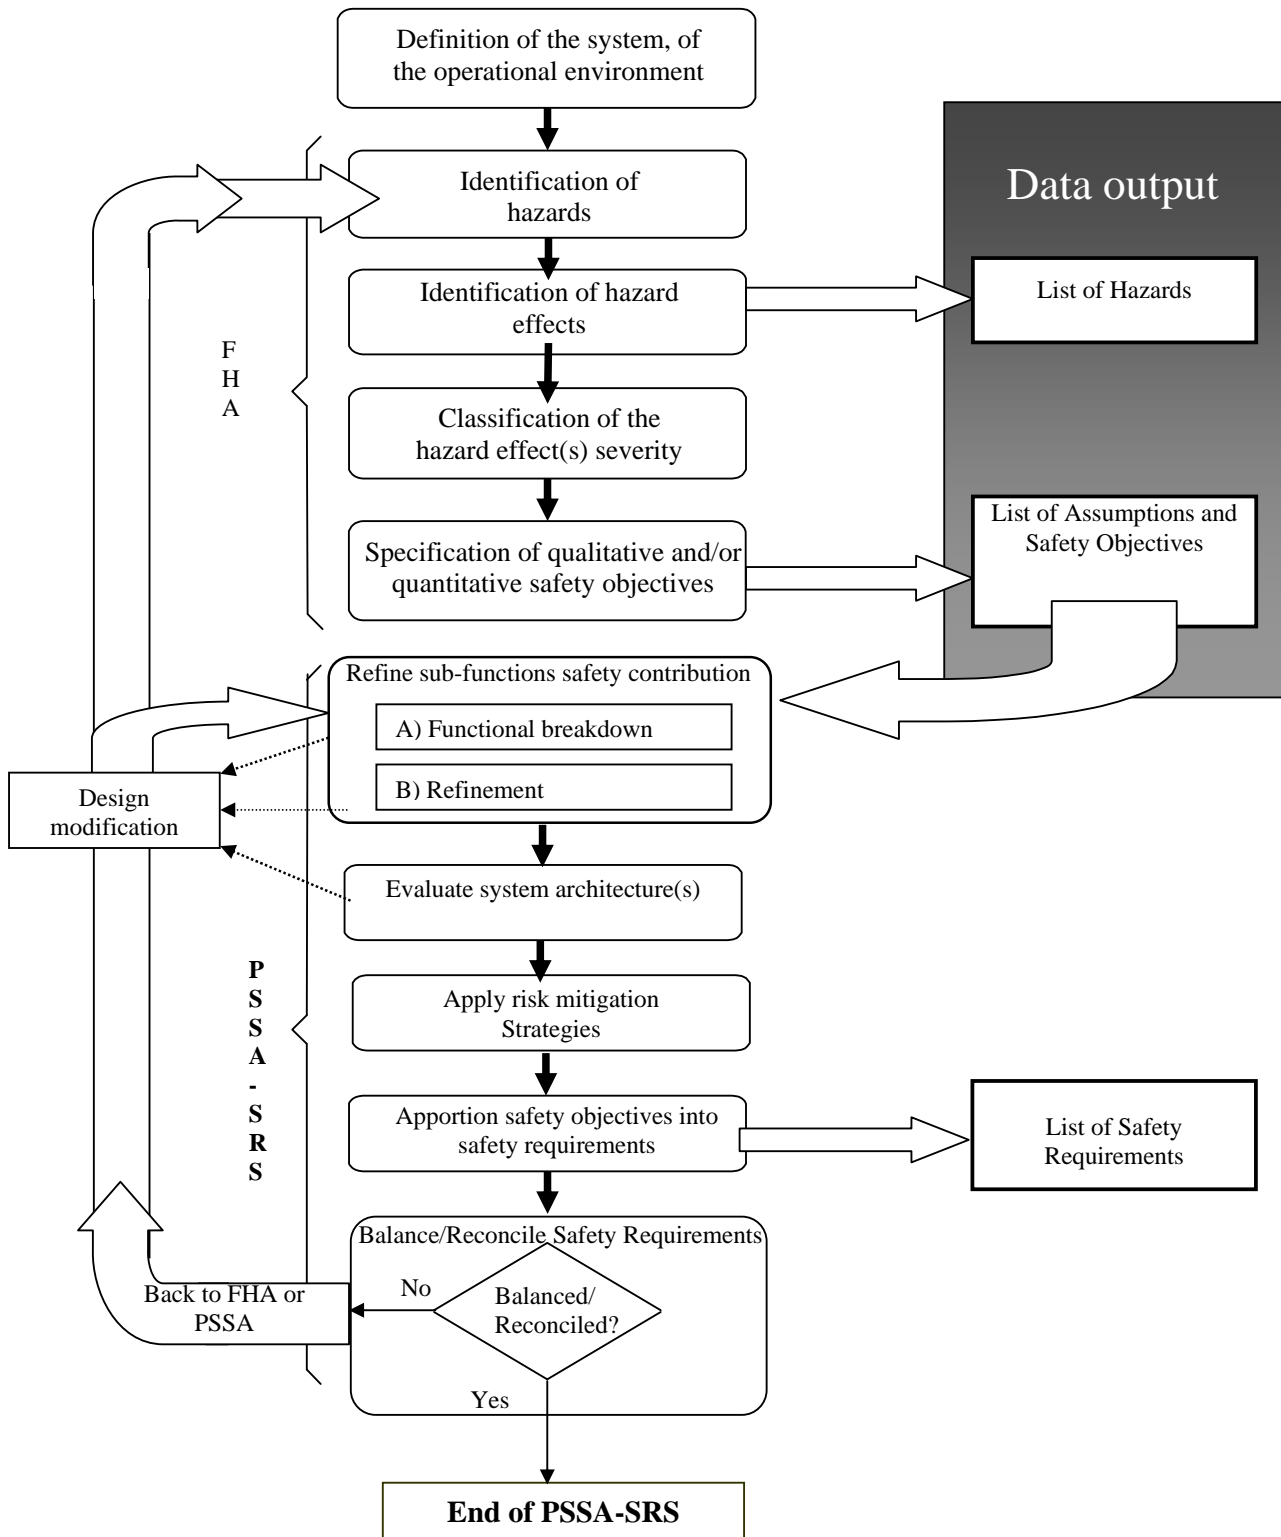 Definition of the system, of
the operational environment
Identification of
hazards
Data output
Identification of hazard
effects
List of Hazards
F
H
A
Classification of the
hazard effect(s) severity
Specification of qualitative and/or
quantitative safety objectives
List of Assumptions and
Safety Objectives
Refine sub-functions safety contribution
A) Functional breakdown
B) Refinement
Design
modification
Evaluate system architecture(s)
P
S
S
A
-
S
R
S
Apply risk mitigation
Strategies
Apportion safety objectives into
safety requirements
List of Safety
Requirements
Balance/Reconcile Safety Requirements
Balanced/
Reconciled?
No
Back to FHA or
PSSA
Yes
End of PSSA-SRS